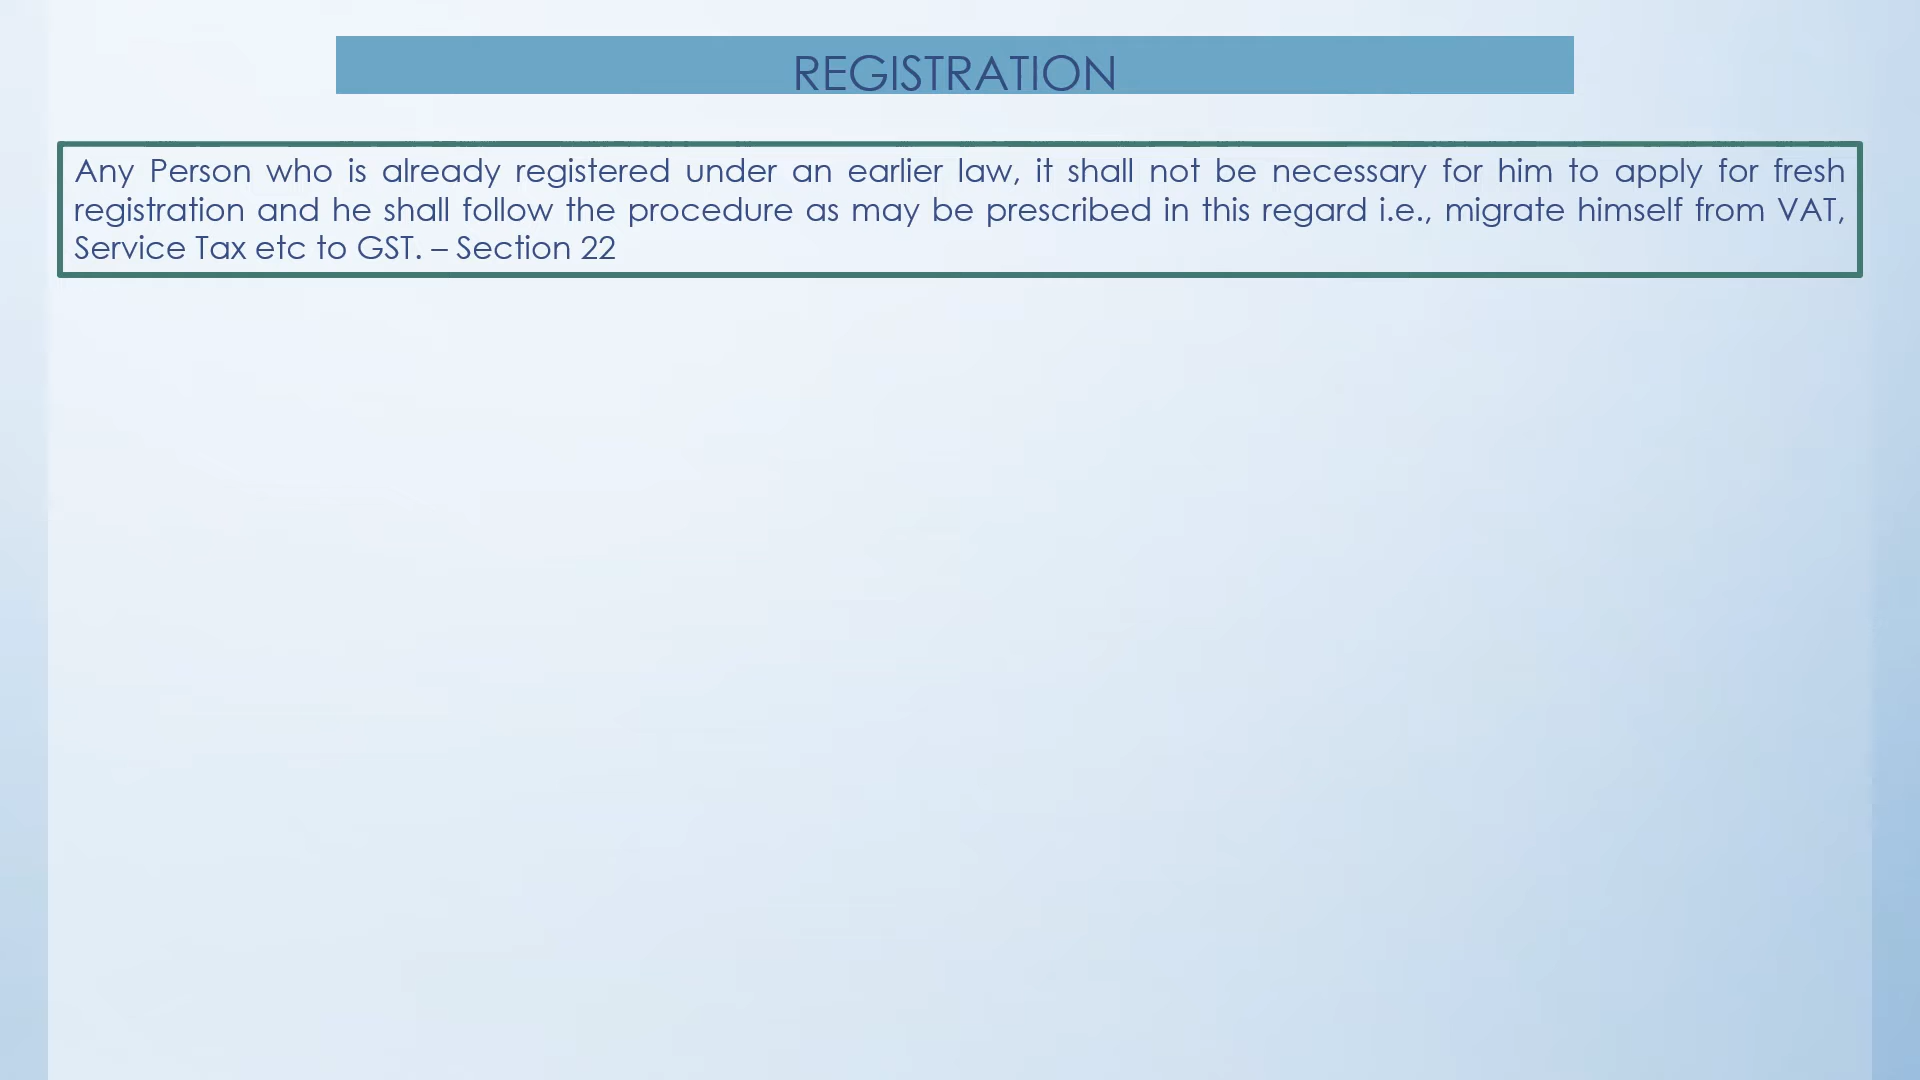 REGISTRATION
Any Person who is already registered under an earlier law, it shall not be necessary for him to apply for fresh
registration and he shall follow the procedure as may be prescribed in this regard i.e., migrate himself from VAT,
Service Tax etc to GST. – Section 22